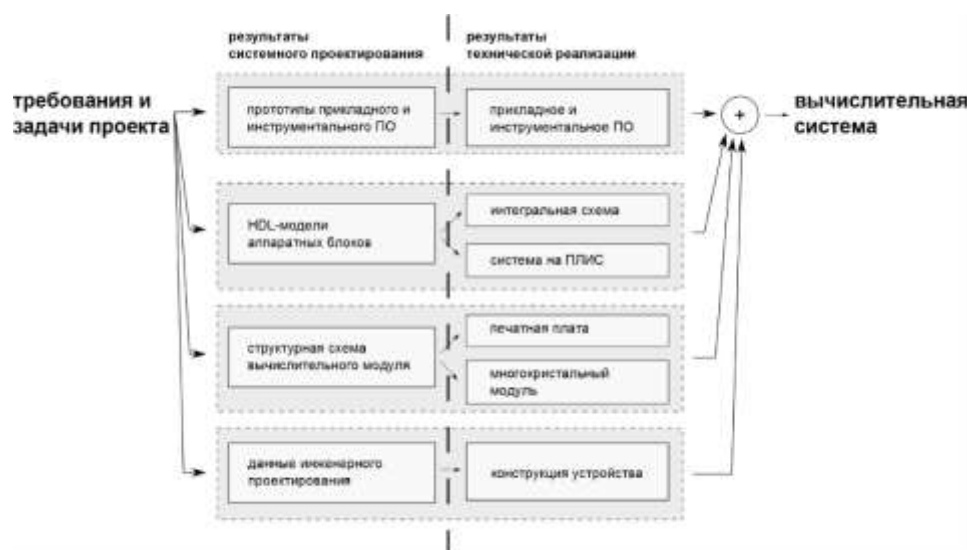 результаты
системного проектирования
результаты
технической реализации
требования и
задачи проекта
прототипы прикладного и
инструментального ПО
прикладное и
инструментальное ПО
+
вычислительная
система
HDL-модели
аппаратных блоков
интегральная схема
система на ПЛИС
структурная схема
вычислительного модуля
печатная плата
многокристальный
модуль
данные инженерного
проектирования
конструкция устройства